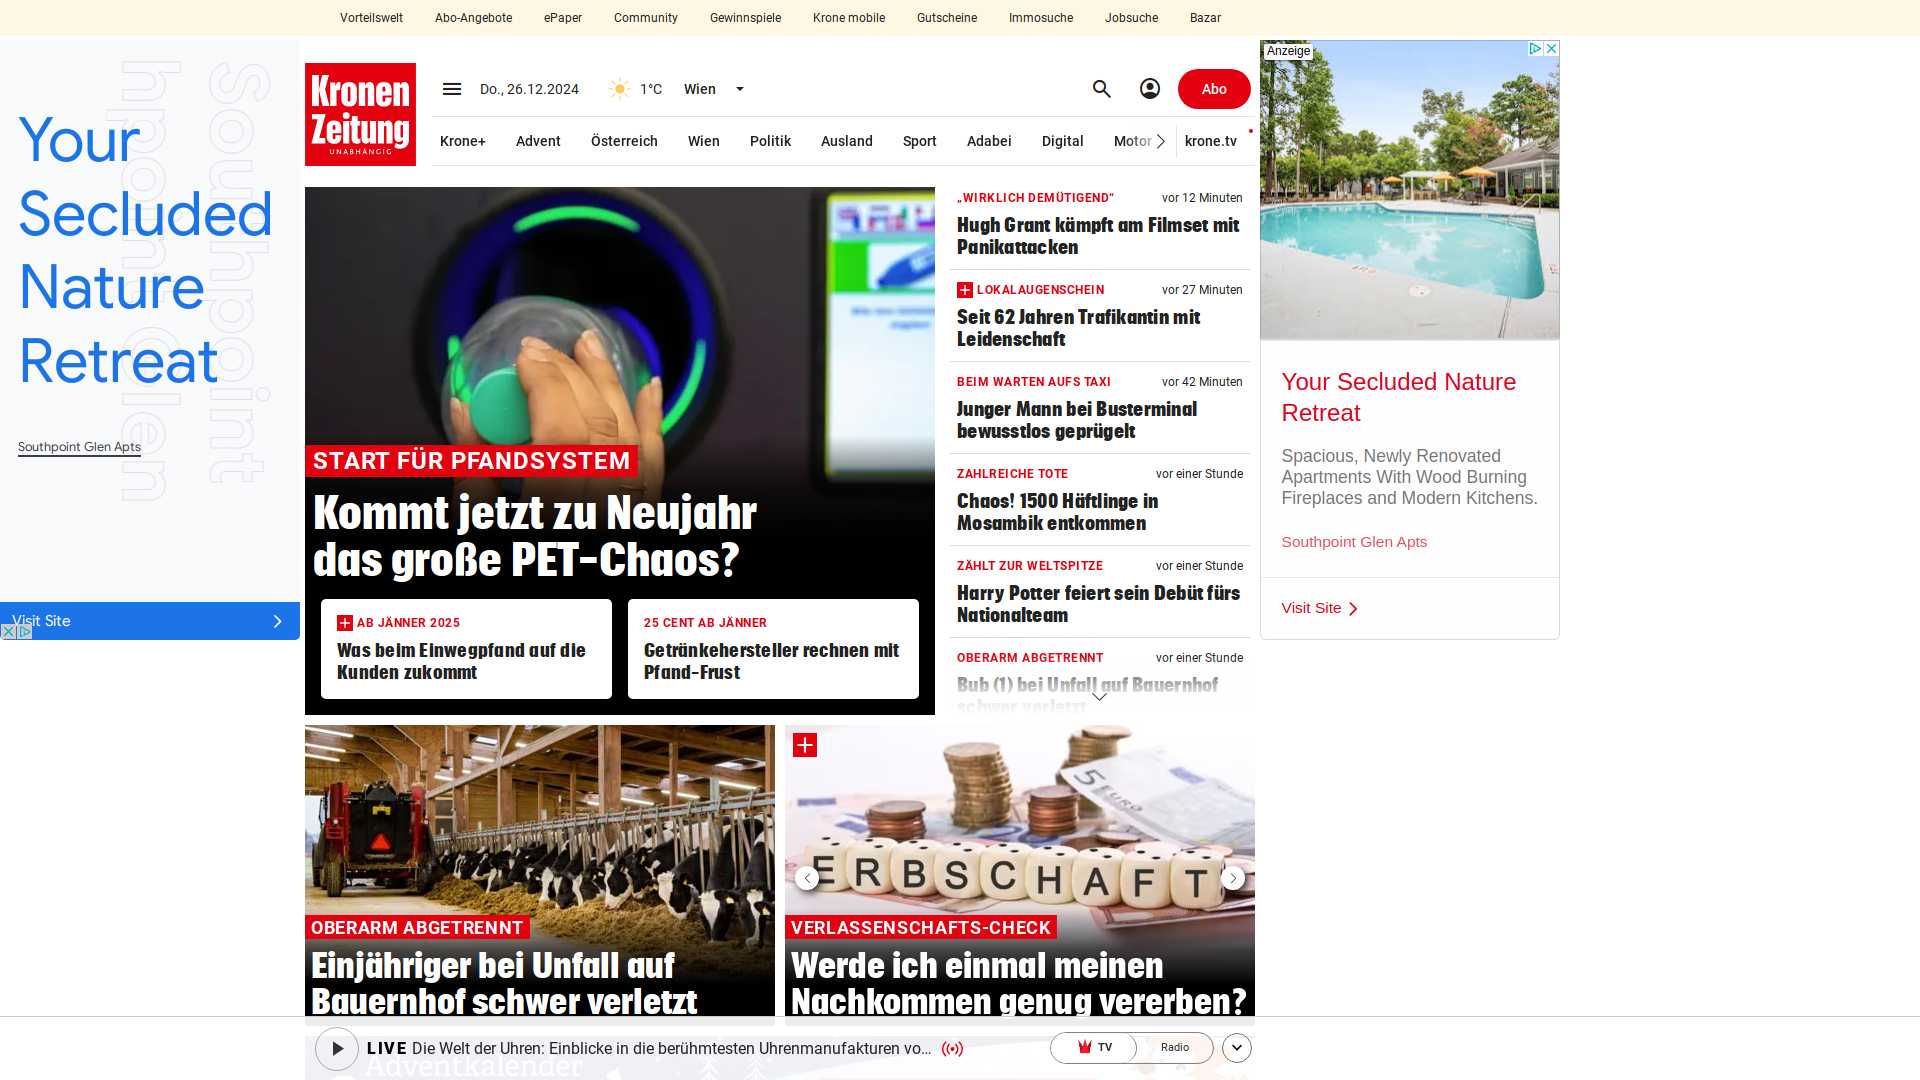 Vorteilswelt
Abo-Angebote
ePaper
Community
Gewinnspiele
Krone mobile
Gutscheine
Immosuche
Jobsuche
Bazar
Southpoint
Glen
Your
Secluded
Nature
Retreat
Southpoint Glen Apts
Visit Site
Kronen
Zeitung
UNABHÄNGIG
Do., 26.12.2024
1°C
Wien
Abo
Krone+
Advent
Österreich
Wien
Politik
Ausland
Sport
Adabei
Digital
Motor
krone.tv
START FÜR PFANDSYSTEM
Kommt jetzt zu Neujahr
das große PET-Chaos?
AB JÄNNER 2025
Was beim Einwegpfand auf die
Kunden zukommt
25 CENT AB JÄNNER
Getränkehersteller rechnen mit
Pfand-Frust
„WIRKLICH DEMÜTIGEND“
vor 12 Minuten
Hugh Grant kämpft am Filmset mit
Panikattacken
LOKALAUGENSCHEIN
vor 27 Minuten
Seit 62 Jahren Trafikantin mit
Leidenschaft
BEIM WARTEN AUFS TAXI
vor 42 Minuten
Junger Mann bei Busterminal
bewusstlos geprügelt
ZAHLREICHE TOTE
vor einer Stunde
Chaos! 1500 Häftlinge in
Mosambik entkommen
ZÄHLT ZUR WELTSPITZE
vor einer Stunde
Harry Potter feiert sein Debüt fürs
Nationalteam
OBERARM ABGETRENNT
vor einer Stunde
Bub (1) bei Unfall auf Bauernhof
schwer verletzt
Anzeige
Your Secluded Nature
Retreat
Spacious, Newly Renovated
Apartments With Wood Burning
Fireplaces and Modern Kitchens.
Southpoint Glen Apts
Visit Site
OBERARM ABGETRENNT
Einjähriger bei Unfall auf
Bauernhof schwer verletzt
5 EURO
ERBSCHAFT
VERLASSENSCHAFTS-CHECK
Werde ich einmal meinen
Nachkommen genug vererben?
LIVE Die Welt der Uhren: Einblicke in die berühmtesten Uhrenmanufakturen vo...
TV
Radio
Adventkalender